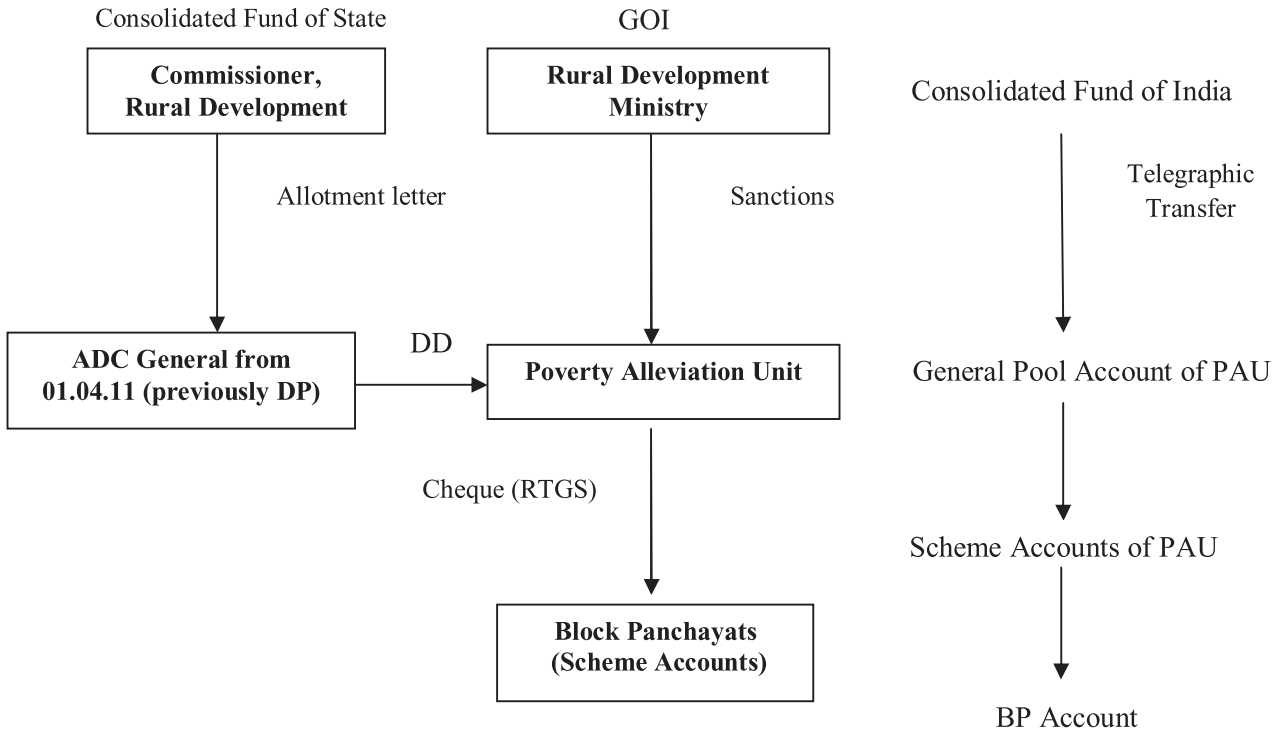 Consolidated Fund of State
GOI
Commissioner,
Rural Development
Rural Development
Ministry
Consolidated Fund of India
Allotment letter
Sanctions
Telegraphic
Transfer
ADC General from
01.04.11 (previously DP)
DD
Poverty Alleviation Unit
General Pool Account of PAU
Cheque (RTGS)
Scheme Accounts of PAU
Block Panchayats
(Scheme Accounts)
BP Account